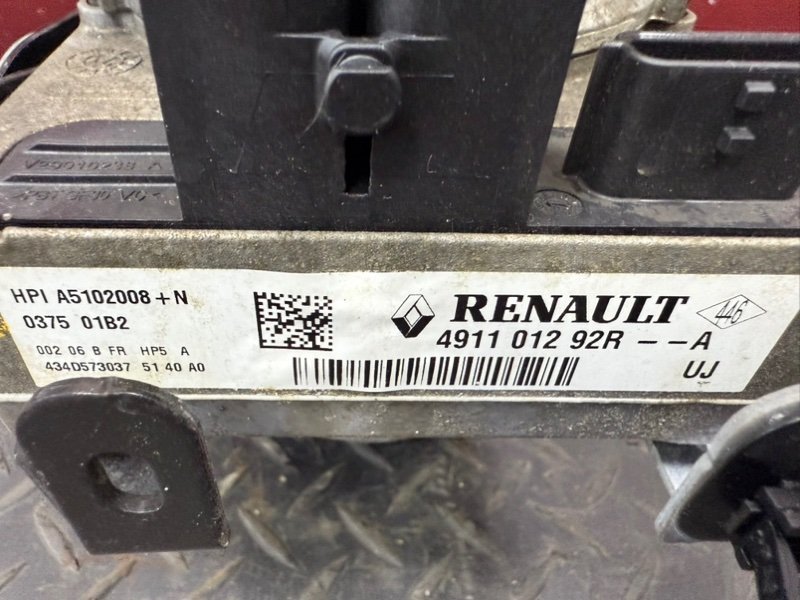 HPI A5102008+N
0375 01B2
002 06 B FR HP5 A
434D573037 51 40 A0
RENAULT
4911 012 92R --A
446
UJ